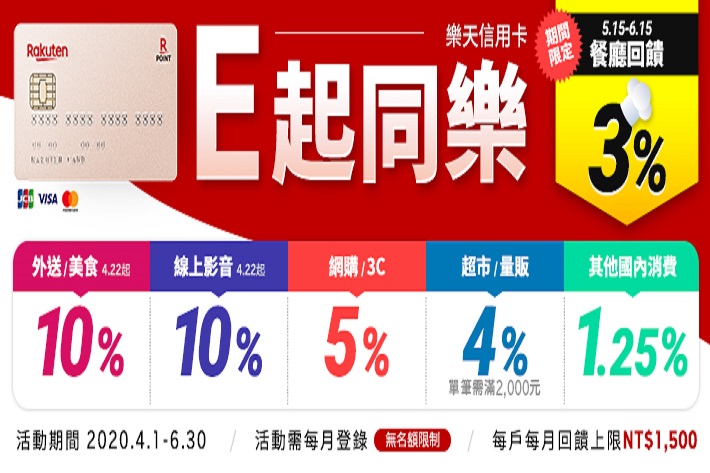 Rakuten
R
POINT
樂天信用卡
E起同樂
期間
限定
5.15-6.15
餐廳回饋
3%
JCB VISA
外送/美食 4.22起
10%
線上影音 4.22起
10%
網購/3C
5%
超市/量販
4%
單筆需滿2,000元
其他國內消費
1.25%
活動期間 2020.4.1-6.30 / 活動需每月登錄 無名額限制 / 每戶每月回饋上限NT$1,500